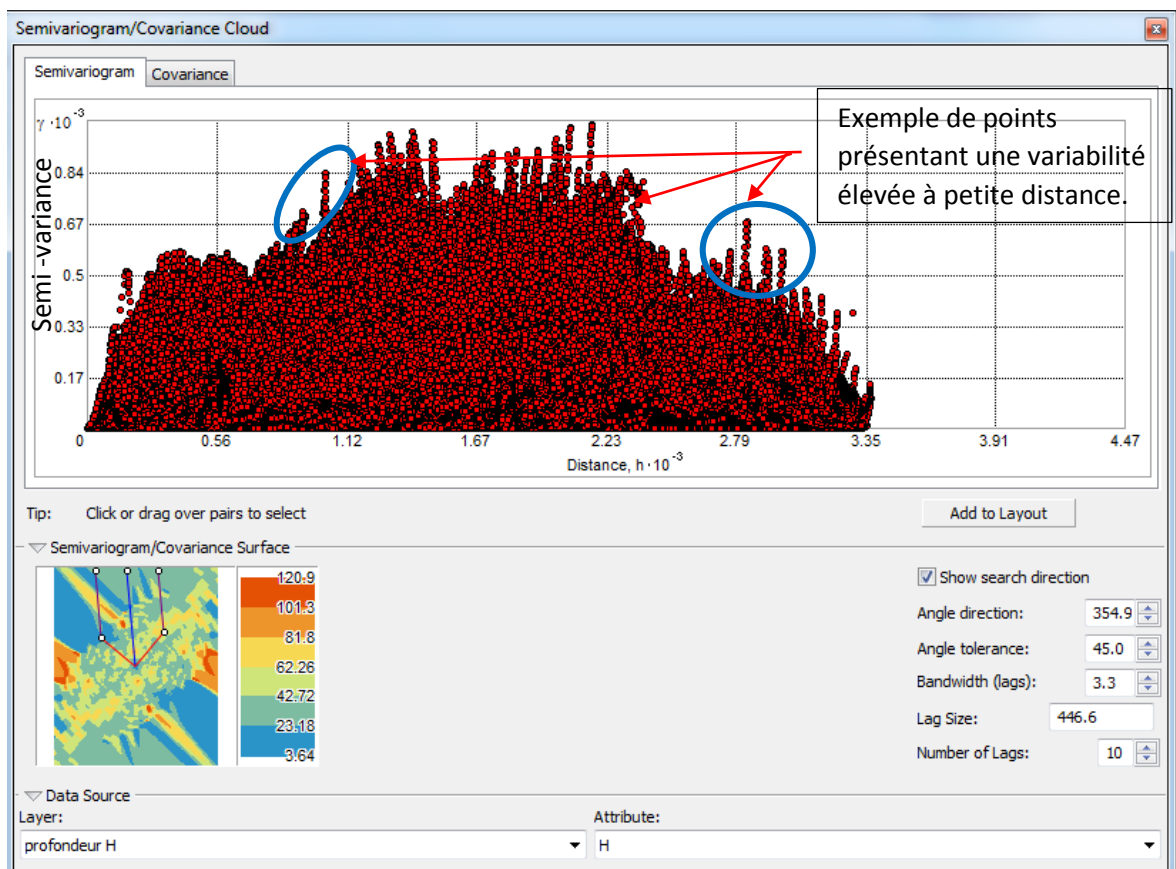 Semivariogram/Covariance Cloud
Semivariogram
Covariance
γ ·10⁻³
Semi -variance
0.84
0.67
0.5
0.33
0.17
0
0.56
1.12
1.67
2.23
2.79
3.35
3.91
4.47
Distance, h · 10⁻³
Exemple de points
présentant une variabilité
élevée à petite distance.
Tip: Click or drag over pairs to select
Add to Layout
Semivariogram/Covariance Surface
120.9
101.3
81.8
62.26
42.72
23.18
3.64
Show search direction
Angle direction: 354.9
Angle tolerance: 45.0
Bandwidth (lags): 3.3
Lag Size: 446.6
Number of Lags: 10
Data Source
Layer:
profondeur H
Attribute:
H